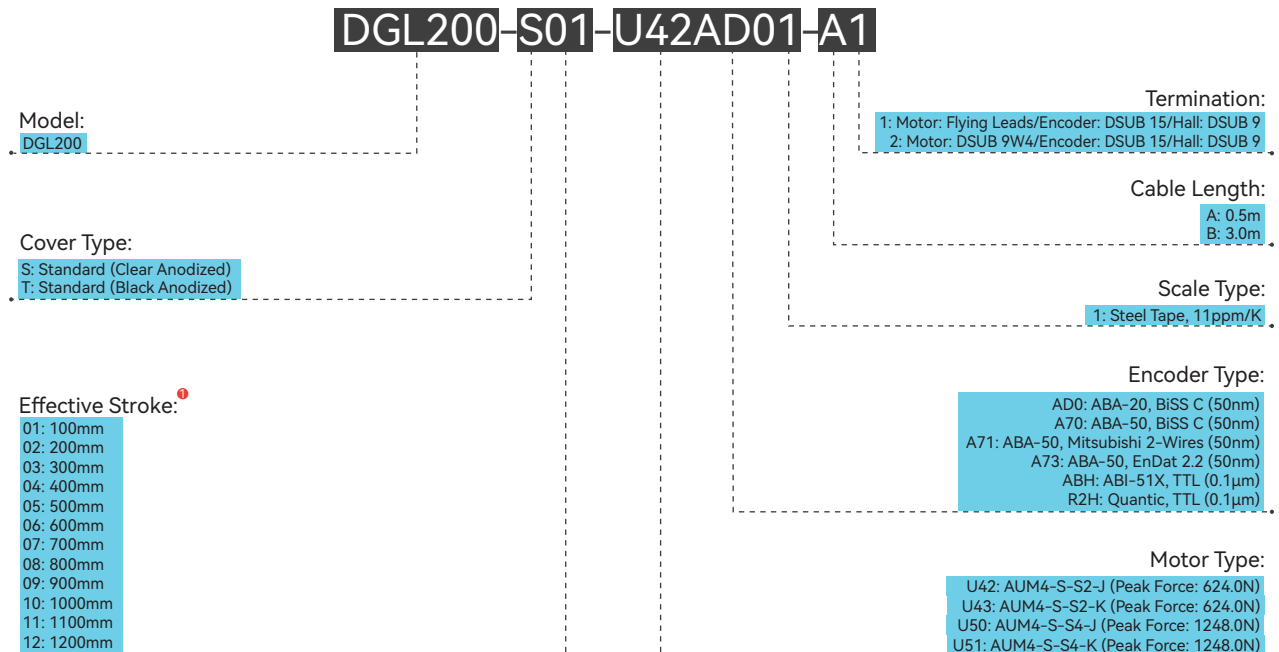 DGL200-S01-U42AD01-A1
Model:
DGL200
Cover Type:
S: Standard (Clear Anodized)
T: Standard (Black Anodized)
Effective Stroke:
1
01: 100mm
02: 200mm
03: 300mm
04: 400mm
05: 500mm
06: 600mm
07: 700mm
08: 800mm
09: 900mm
10: 1000mm
11: 1100mm
12: 1200mm
Termination:
1: Motor: Flying Leads/Encoder: DSUB 15/Hall: DSUB 9
2: Motor: DSUB 9W4/Encoder: DSUB 15/Hall: DSUB 9
Cable Length:
A: 0.5m
B: 3.0m
Scale Type:
1: Steel Tape, 11ppm/K
Encoder Type:
AD0: ABA-20, BiSS C (50nm)
A70: ABA-50, BiSS C (50nm)
A71: ABA-50, Mitsubishi 2-Wires (50nm)
A73: ABA-50, EnDat 2.2 (50nm)
ABH: ABI-51X, TTL (0.1μm)
R2H: Quantic, TTL (0.1μm)
Motor Type:
U42: AUM4-S-S2-J (Peak Force: 624.0N)
U43: AUM4-S-S2-K (Peak Force: 624.0N)
U50: AUM4-S-S4-J (Peak Force: 1248.0N)
U51: AUM4-S-S4-K (Peak Force: 1248.0N)